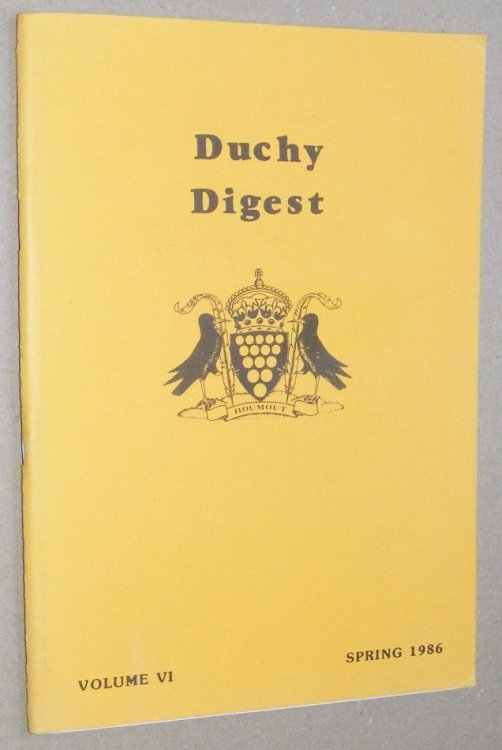 Duchy
Digest
HOUMOUT
VOLUME VI
SPRING 1986